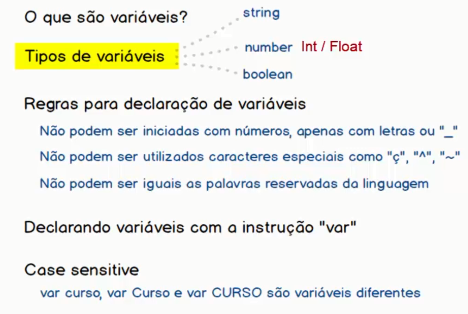 O que são variáveis?
string
Tipos de variáveis
number Int / Float
boolean
Regras para declaração de variáveis
Não podem ser iniciadas com números, apenas com letras ou "_"
Não podem ser utilizados caracteres especiais como "ç", "^", "~"
Não podem ser iguais as palavras reservadas da linguagem
Declarando variáveis com a instrução "var"
Case sensitive
var curso, var Curso e var CURSO são variáveis diferentes